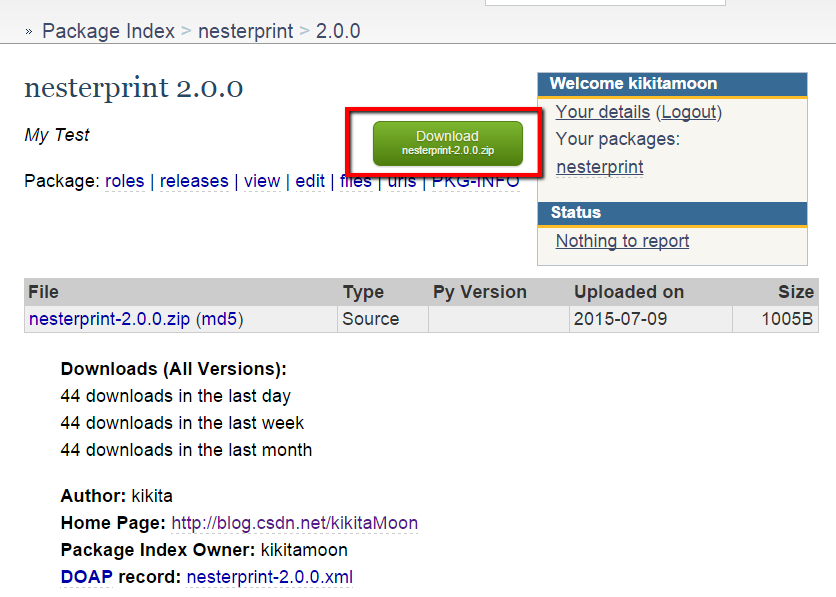 » Package Index > nesterprint > 2.0.0
nesterprint 2.0.0
My Test
Download
nesterprint-2.0.0.zip
Package: roles | releases | view | edit | files | urls | PKG-INFO
Welcome kikitamoon
Your details (Logout)
Your packages:
nesterprint
Status
Nothing to report
File Type Py Version Uploaded on Size
nesterprint-2.0.0.zip (md5) Source 2015-07-09 1005B
Downloads (All Versions):
44 downloads in the last day
44 downloads in the last week
44 downloads in the last month
Author: kikita
Home Page: http://blog.csdn.net/kikitaMoon
Package Index Owner: kikitamoon
DOAP record: nesterprint-2.0.0.xml